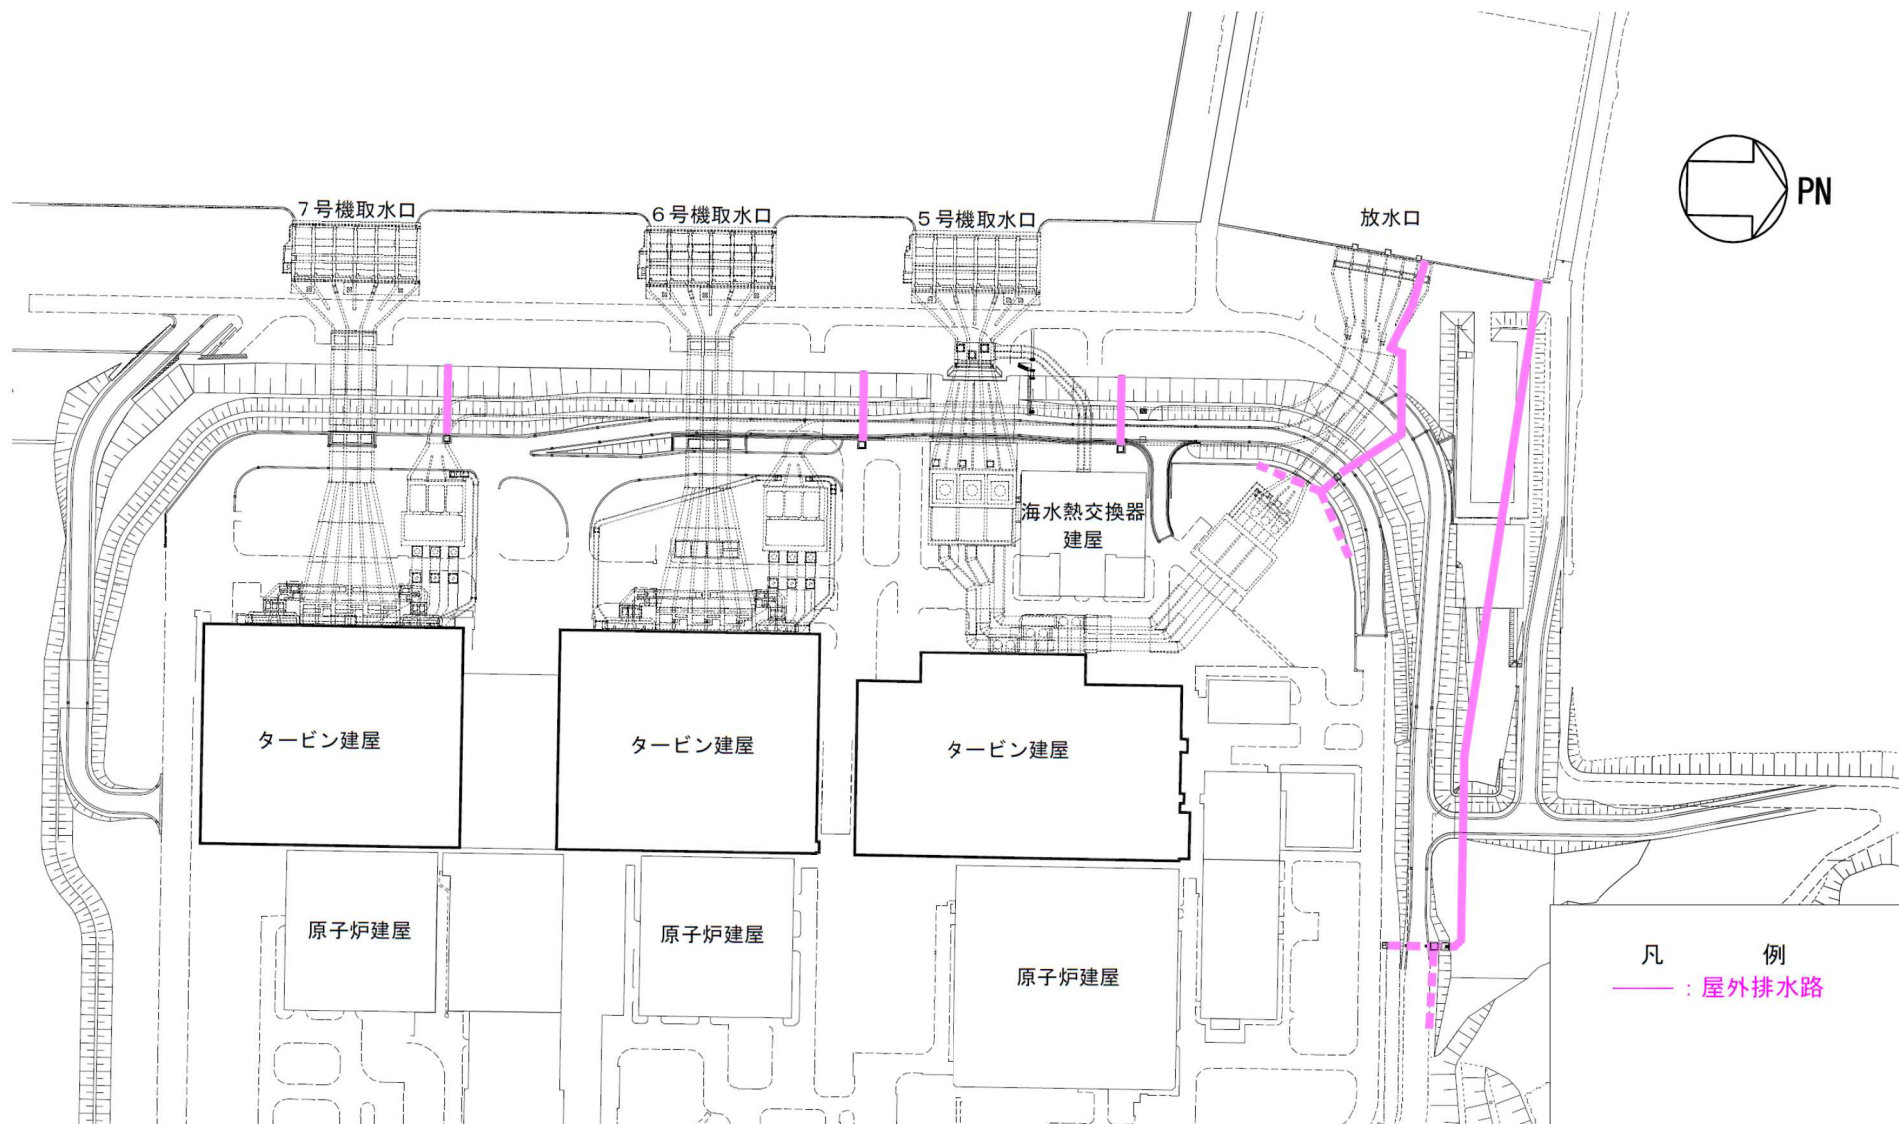 PN
7号機取水口
6号機取水口
5号機取水口
放水口
海水熱交換器
建屋
タービン建屋
タービン建屋
タービン建屋
原子炉建屋
原子炉建屋
原子炉建屋
凡 例
：屋外排水路